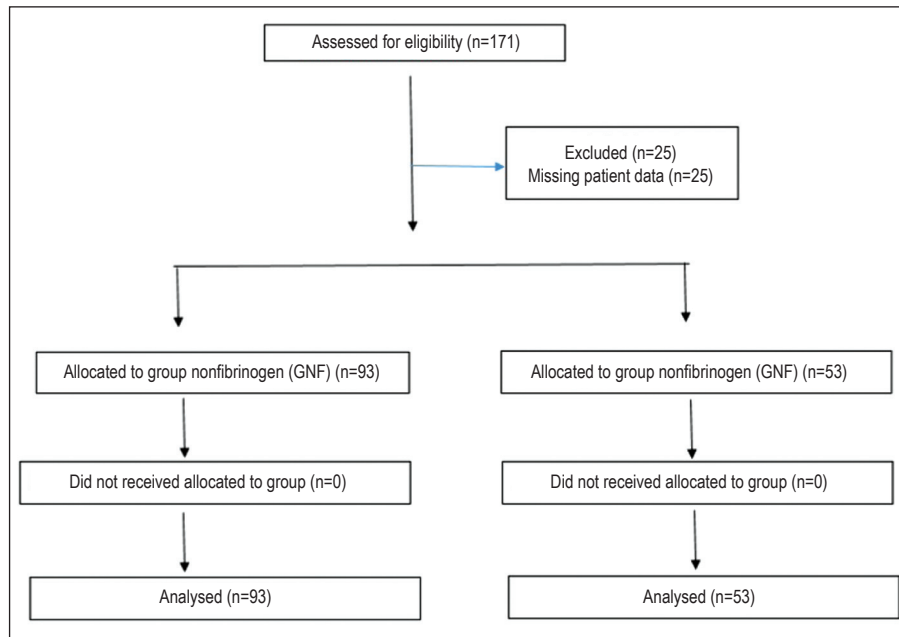 Assessed for eligibility (n=171)
Excluded (n=25)
Missing patient data (n=25)
Allocated to group nonfibrinogen (GNF) (n=93)
Allocated to group nonfibrinogen (GNF) (n=53)
Did not received allocated to group (n=0)
Did not received allocated to group (n=0)
Analysed (n=93)
Analysed (n=53)